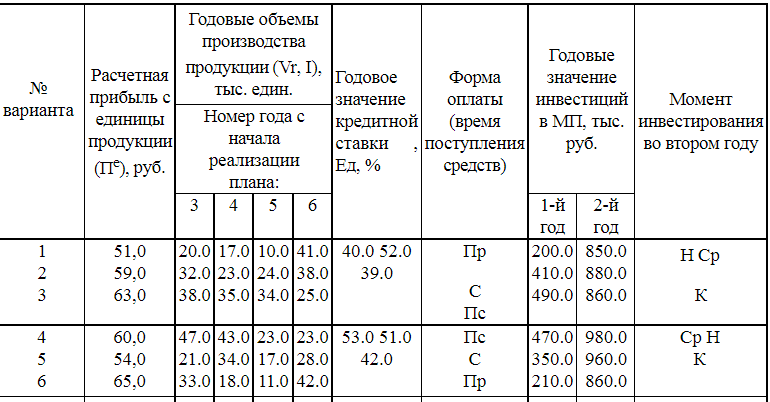 №
варианта
Расчетная
прибыль с
единицы
продукции
(Пе), руб.
Годовые объемы
производства
продукции (Vr, I),
тыс. един.
Номер года с
начала
реализации
плана:
3 4 5 6
Годовое
значение
кредитной
ставки ,
Ед, %
Форма
оплаты
(время
поступления
средств)
Годовые
значение
инвестиций
в МП, тыс.
руб.
1-й
год
2-й
год
Момент
инвестирования
во втором году
1 51,0 20.0 17.0 10.0 41.0 40.0 52.0 Пр 200.0 850.0 Н Ср
2 59,0 32.0 23.0 24.0 38.0 39.0 410.0 880.0
3 63,0 38.0 35.0 34.0 25.0 С 490.0 860.0 К
Пс
4 60,0 47.0 43.0 23.0 23.0 53.0 51.0 Пс 470.0 980.0 Ср Н
5 54,0 21.0 34.0 17.0 28.0 42.0 С 350.0 960.0 К
6 65,0 33.0 18.0 11.0 42.0 Пр 210.0 860.0